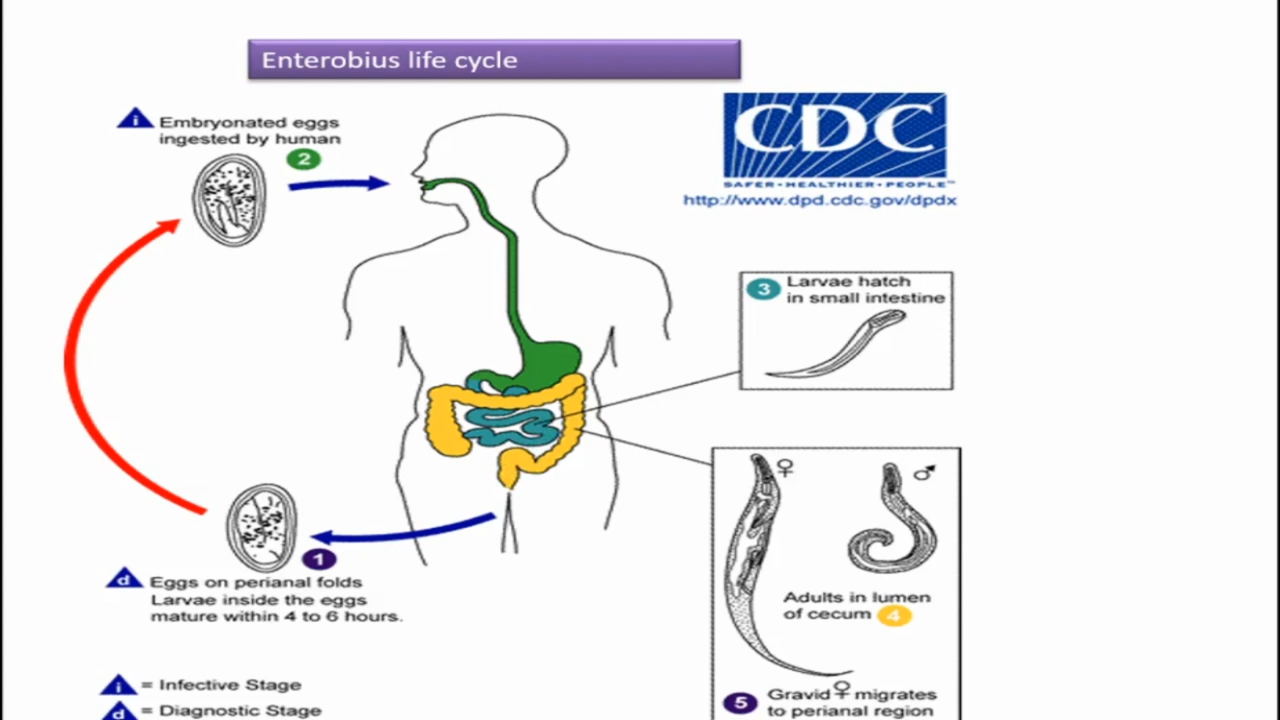 Enterobius life cycle
i
Embryonated eggs
ingested by human
2
CDC
SAFER•HEALTHIER•PEOPLE™
http://www.dpd.cdc.gov/dpdx
3
Larvae hatch
in small intestine
♀
♂
Adults in lumen
of cecum 4
5
Gravid ♀ migrates
to perianal region
1
d
Eggs on perianal folds
Larvae inside the eggs
mature within 4 to 6 hours.
i = Infective Stage
d = Diagnostic Stage